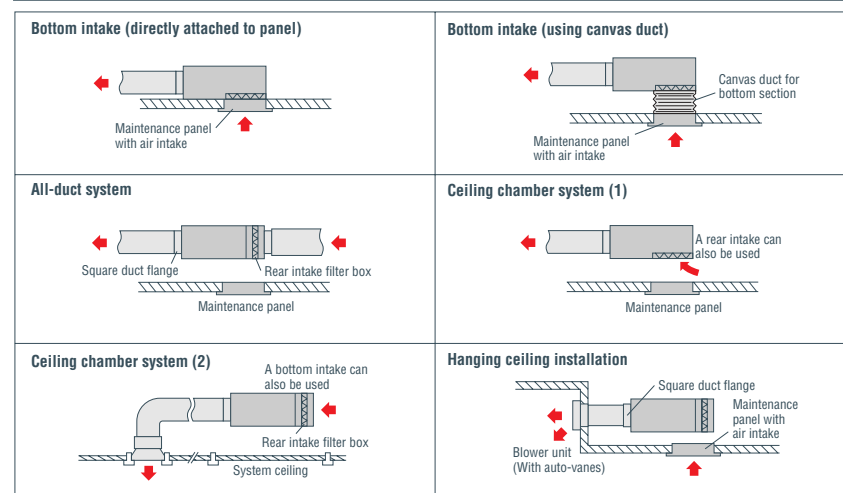 Bottom intake (directly attached to panel)
Maintenance panel
with air intake
Bottom intake (using canvas duct)
Canvas duct for
bottom section
Maintenance panel
with air intake
All-duct system
Square duct flange
Rear intake filter box
Maintenance panel
Ceiling chamber system (1)
A rear intake can
also be used
Maintenance panel
Ceiling chamber system (2)
A bottom intake can
also be used
Rear intake filter box
System ceiling
Hanging ceiling installation
Square duct flange
Maintenance
panel with
air intake
Blower unit
(With auto-vanes)